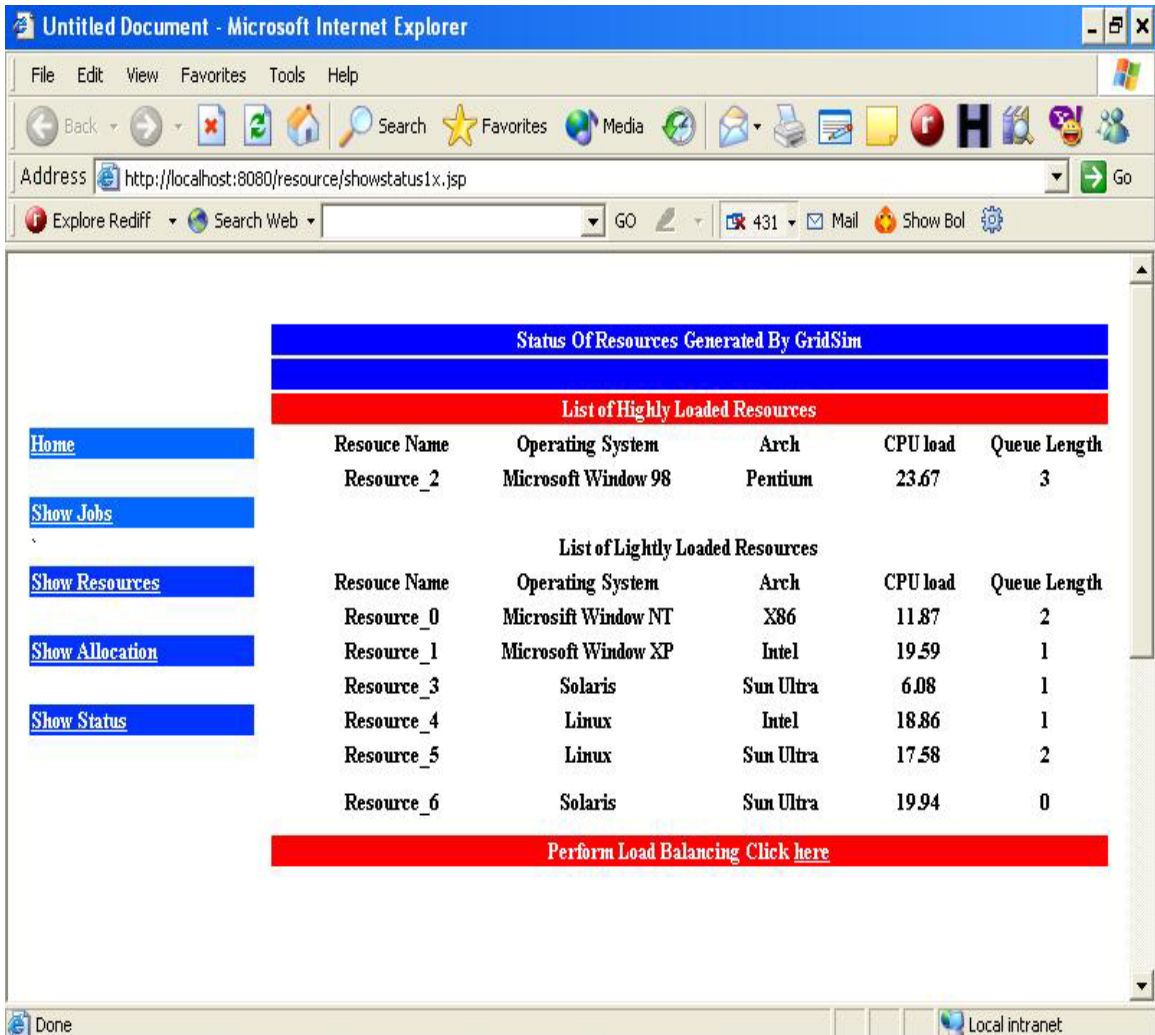 Untitled Document - Microsoft Internet Explorer
File Edit View Favorites Tools Help
Back Search Favorites Media
Address http://localhost:8080/resource/showstatus1x.jsp Go
Explore Rediff Search Web GO 431 Mail Show Bol
Status Of Resources Generated By GridSim
List of Highly Loaded Resources
Home
Resouce Name Operating System Arch CPU load Queue Length
Resource_2 Microsoft Window 98 Pentium 23.67 3
Show Jobs
`
List of Lightly Loaded Resources
Show Resources
Resouce Name Operating System Arch CPU load Queue Length
Resource_0 Microsift Window NT X86 11.87 2
Show Allocation
Resource_1 Microsoft Window XP Intel 19.59 1
Resource_3 Solaris Sun Ultra 6.08 1
Show Status
Resource_4 Linux Intel 18.86 1
Resource_5 Linux Sun Ultra 17.58 2
Resource_6 Solaris Sun Ultra 19.94 0
Perform Load Balancing Click here
Done Local intranet